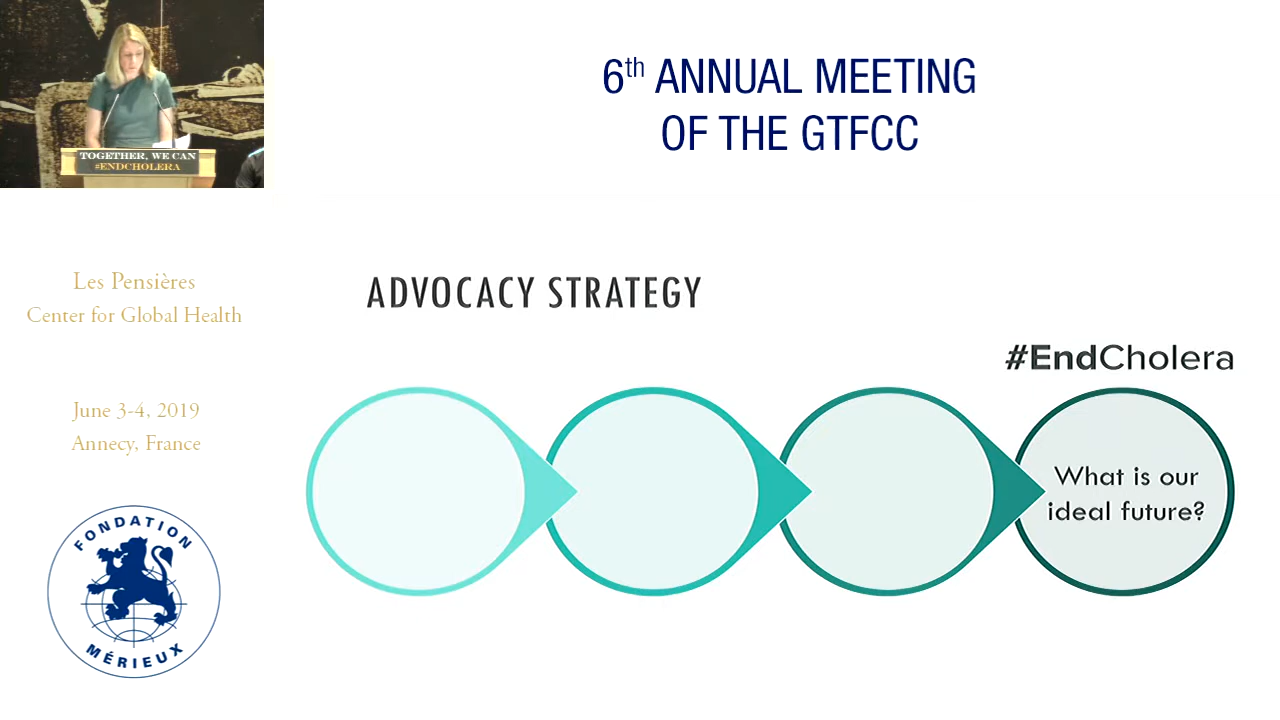 TOGETHER, WE CAN
#ENDCHOLERA
6th ANNUAL MEETING
OF THE GTFCC
Les Pensières
Center for Global Health
June 3-4, 2019
Annecy, France
FONDATION
MÉRIEUX
ADVOCACY STRATEGY
#EndCholera
What is our
ideal future?